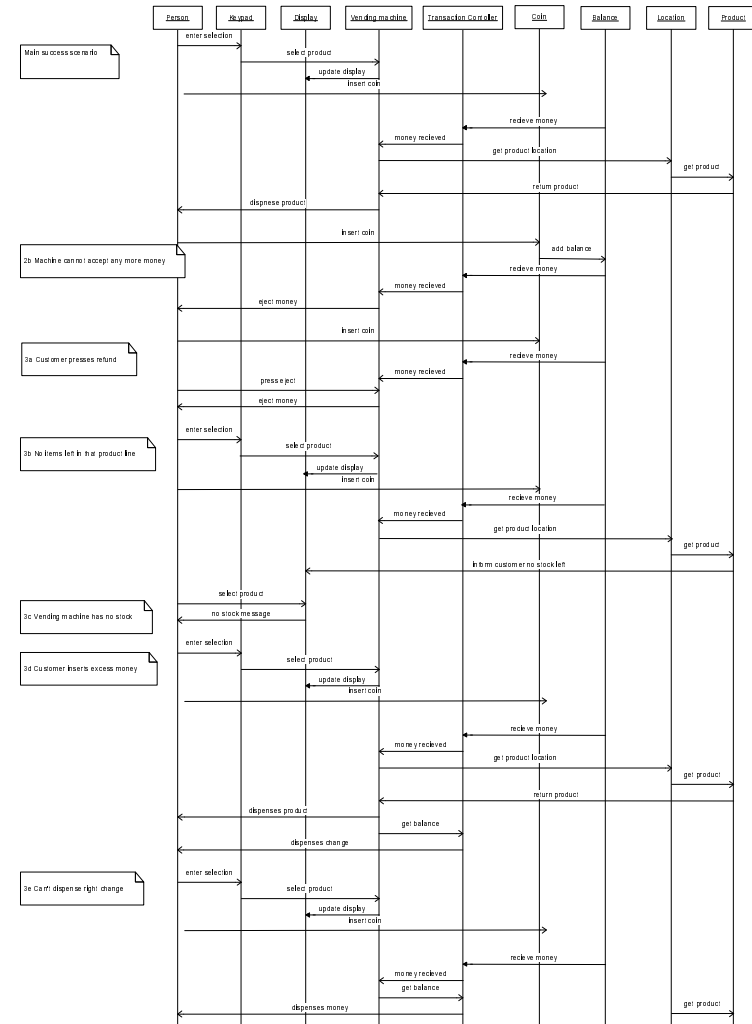 Person Keypad Display Vending machine Transaction Contoller Coin Balance Location Product
enter selection
Main success scenario
select product
update display
insert coin
recieve money
money recieved
get product location
get product
return product
dispnese product
insert coin
add balance
2b Machine cannot accept any more money
recieve money
money recieved
eject money
insert coin
3a Customer presses refund
recieve money
money recieved
press eject
eject money
enter selection
select product
3b No items left in that product line
update display
insert coin
recieve money
money recieved
get product location
get product
inform customer no stock left
select product
3c Vending machine has no stock
no stock message
enter selection
select product
3d Customer inserts excess money
update display
insert coin
recieve money
money recieved
get product location
get product
return product
dispenses product
get balance
dispenses change
enter selection
3e Can't dispense right change
select product
update display
insert coin
recieve money
money recieved
get balance
dispenses money
get product